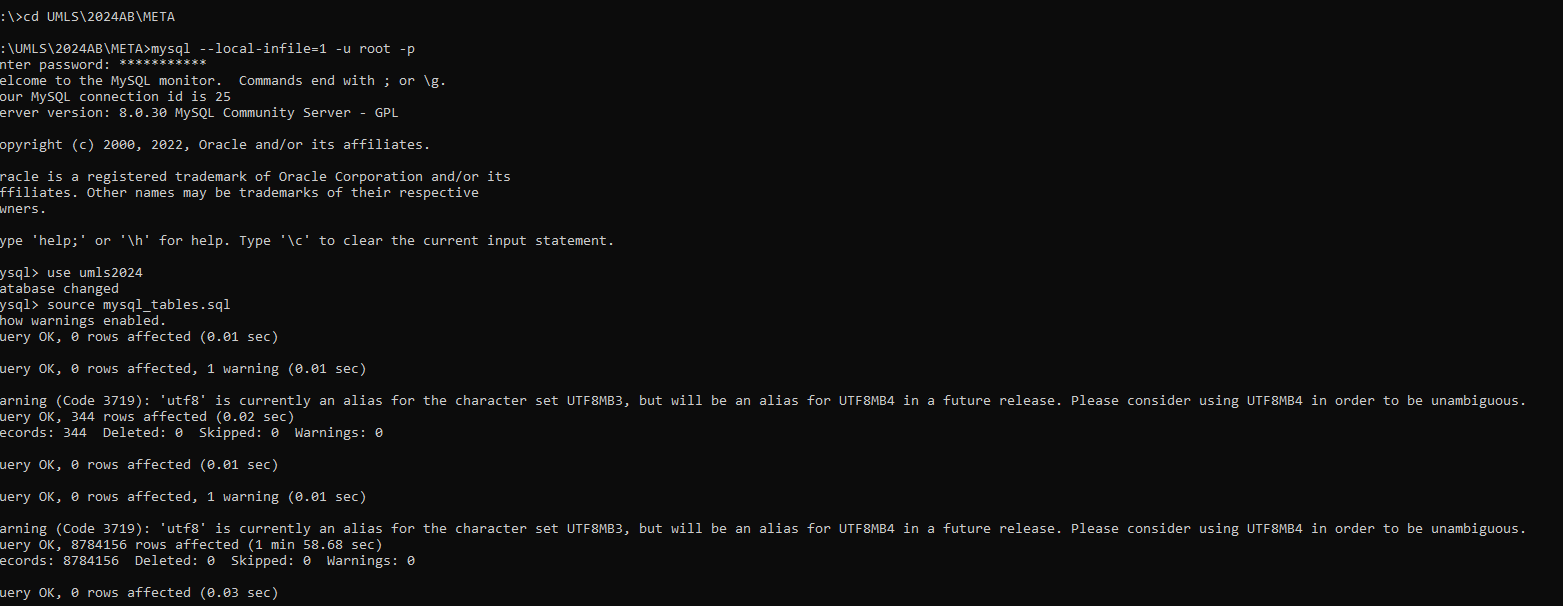 :\>cd UMLS\2024AB\META
:\UMLS\2024AB\META>mysql --local-infile=1 -u root -p
nter password: ***********
elcome to the MySQL monitor.  Commands end with ; or \g.
our MySQL connection id is 25
erver version: 8.0.30 MySQL Community Server - GPL
opyright (c) 2000, 2022, Oracle and/or its affiliates.
racle is a registered trademark of Oracle Corporation and/or its
ffiliates. Other names may be trademarks of their respective
wners.
ype 'help;' or '\h' for help. Type '\c' to clear the current input statement.
ysql> use umls2024
atabase changed
ysql> source mysql_tables.sql
how warnings enabled.
uery OK, 0 rows affected (0.01 sec)
uery OK, 0 rows affected, 1 warning (0.01 sec)
arning (Code 3719): 'utf8' is currently an alias for the character set UTF8MB3, but will be an alias for UTF8MB4 in a future release. Please consider using UTF8MB4 in order to be unambiguous.
uery OK, 344 rows affected (0.02 sec)
ecords: 344  Deleted: 0  Skipped: 0  Warnings: 0
uery OK, 0 rows affected (0.01 sec)
uery OK, 0 rows affected, 1 warning (0.01 sec)
arning (Code 3719): 'utf8' is currently an alias for the character set UTF8MB3, but will be an alias for UTF8MB4 in a future release. Please consider using UTF8MB4 in order to be unambiguous.
uery OK, 8784156 rows affected (1 min 58.68 sec)
ecords: 8784156  Deleted: 0  Skipped: 0  Warnings: 0
uery OK, 0 rows affected (0.03 sec)